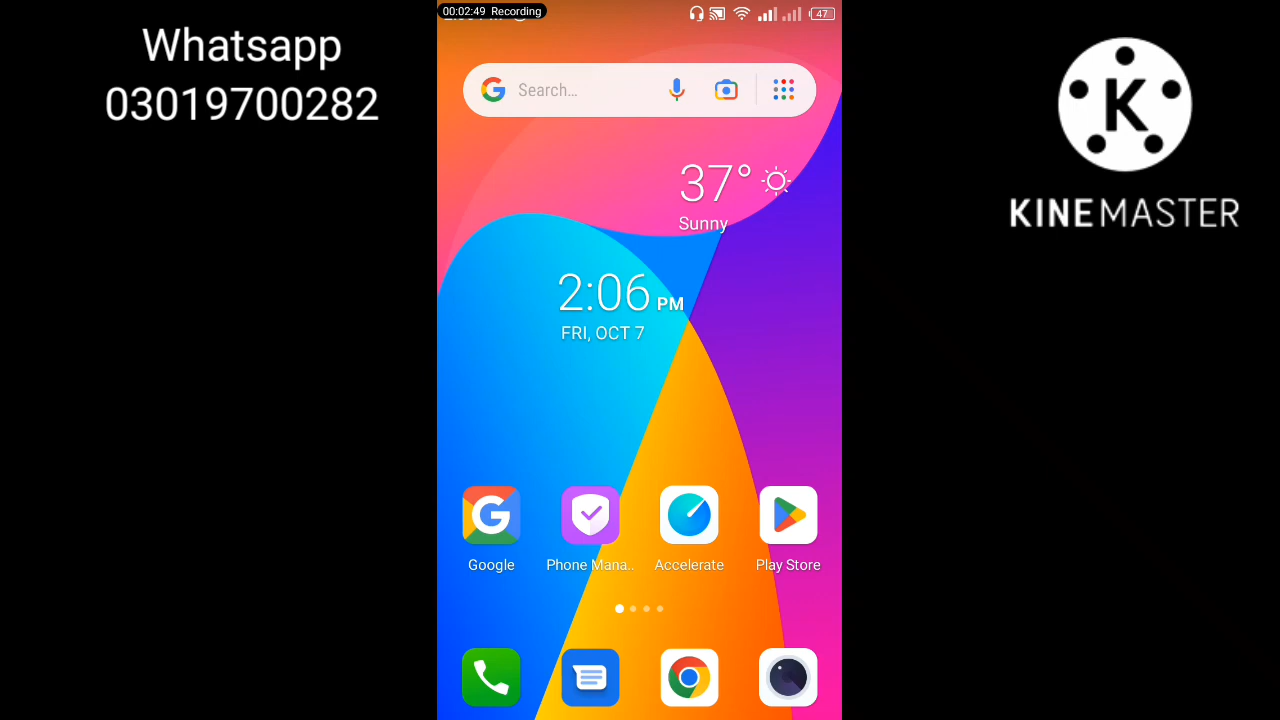 Whatsapp
03019700282
00:02:49 Recording
47
Search...
37°
Sunny
2:06 PM
FRI, OCT 7
Google
Phone Mana..
Accelerate
Play Store
K
KINEMASTER